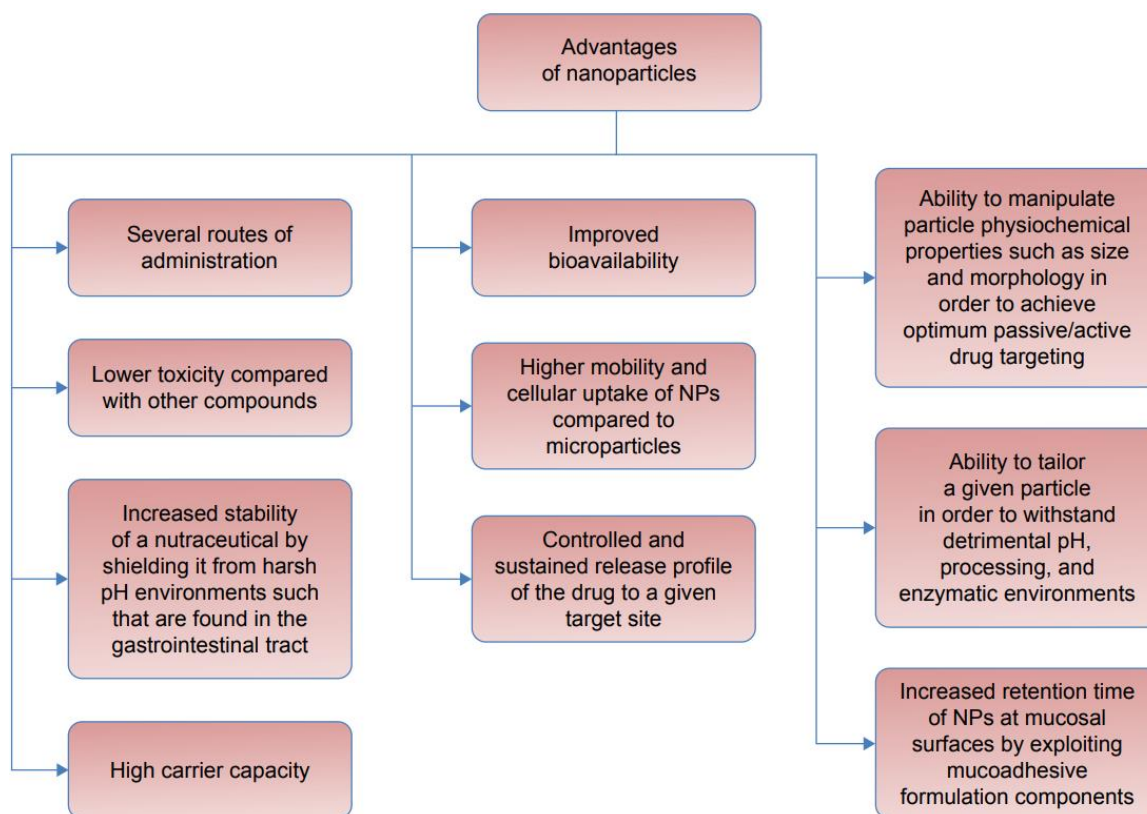 Advantages
of nanoparticles
Several routes of
administration
Lower toxicity compared
with other compounds
Increased stability
of a nutraceutical by
shielding it from harsh
pH environments such
that are found in the
gastrointestinal tract
High carrier capacity
Improved
bioavailability
Higher mobility and
cellular uptake of NPs
compared to
microparticles
Controlled and
sustained release profile
of the drug to a given
target site
Ability to manipulate
particle physiochemical
properties such as size
and morphology in
order to achieve
optimum passive/active
drug targeting
Ability to tailor
a given particle
in order to withstand
detrimental pH,
processing, and
enzymatic environments
Increased retention time
of NPs at mucosal
surfaces by exploiting
mucoadhesive
formulation components